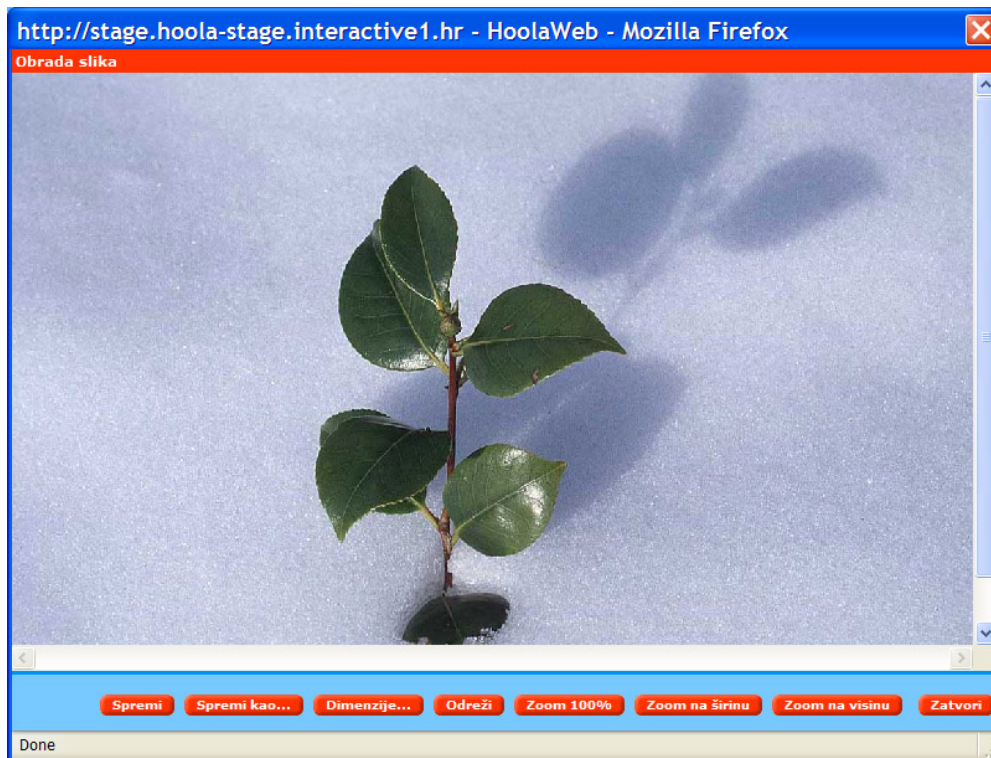 http://stage.hoola-stage.interactive1.hr - HoolaWeb - Mozilla Firefox
Obrada slika
Spremi Spremi kao... Dimenzije... Odreži Zoom 100% Zoom na širinu Zoom na visinu Zatvori
Done